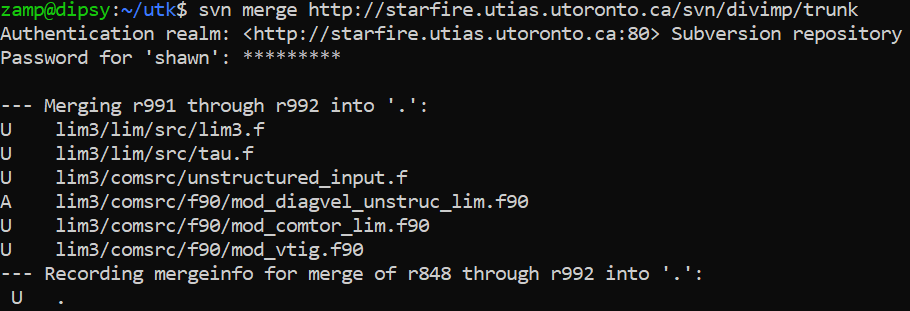 zamp@dipsy:~/utk$ svn merge http://starfire.utias.utoronto.ca/svn/divimp/trunk
Authentication realm: <http://starfire.utias.utoronto.ca:80> Subversion repository
Password for 'shawn': *********
--- Merging r991 through r992 into '.':
U    lim3/lim/src/lim3.f
U    lim3/lim/src/tau.f
U    lim3/comsrc/unstructured_input.f
A    lim3/comsrc/f90/mod_diagvel_unstruc_lim.f90
U    lim3/comsrc/f90/mod_comtor_lim.f90
U    lim3/comsrc/f90/mod_vtig.f90
--- Recording mergeinfo for merge of r848 through r992 into '.':
 U   .